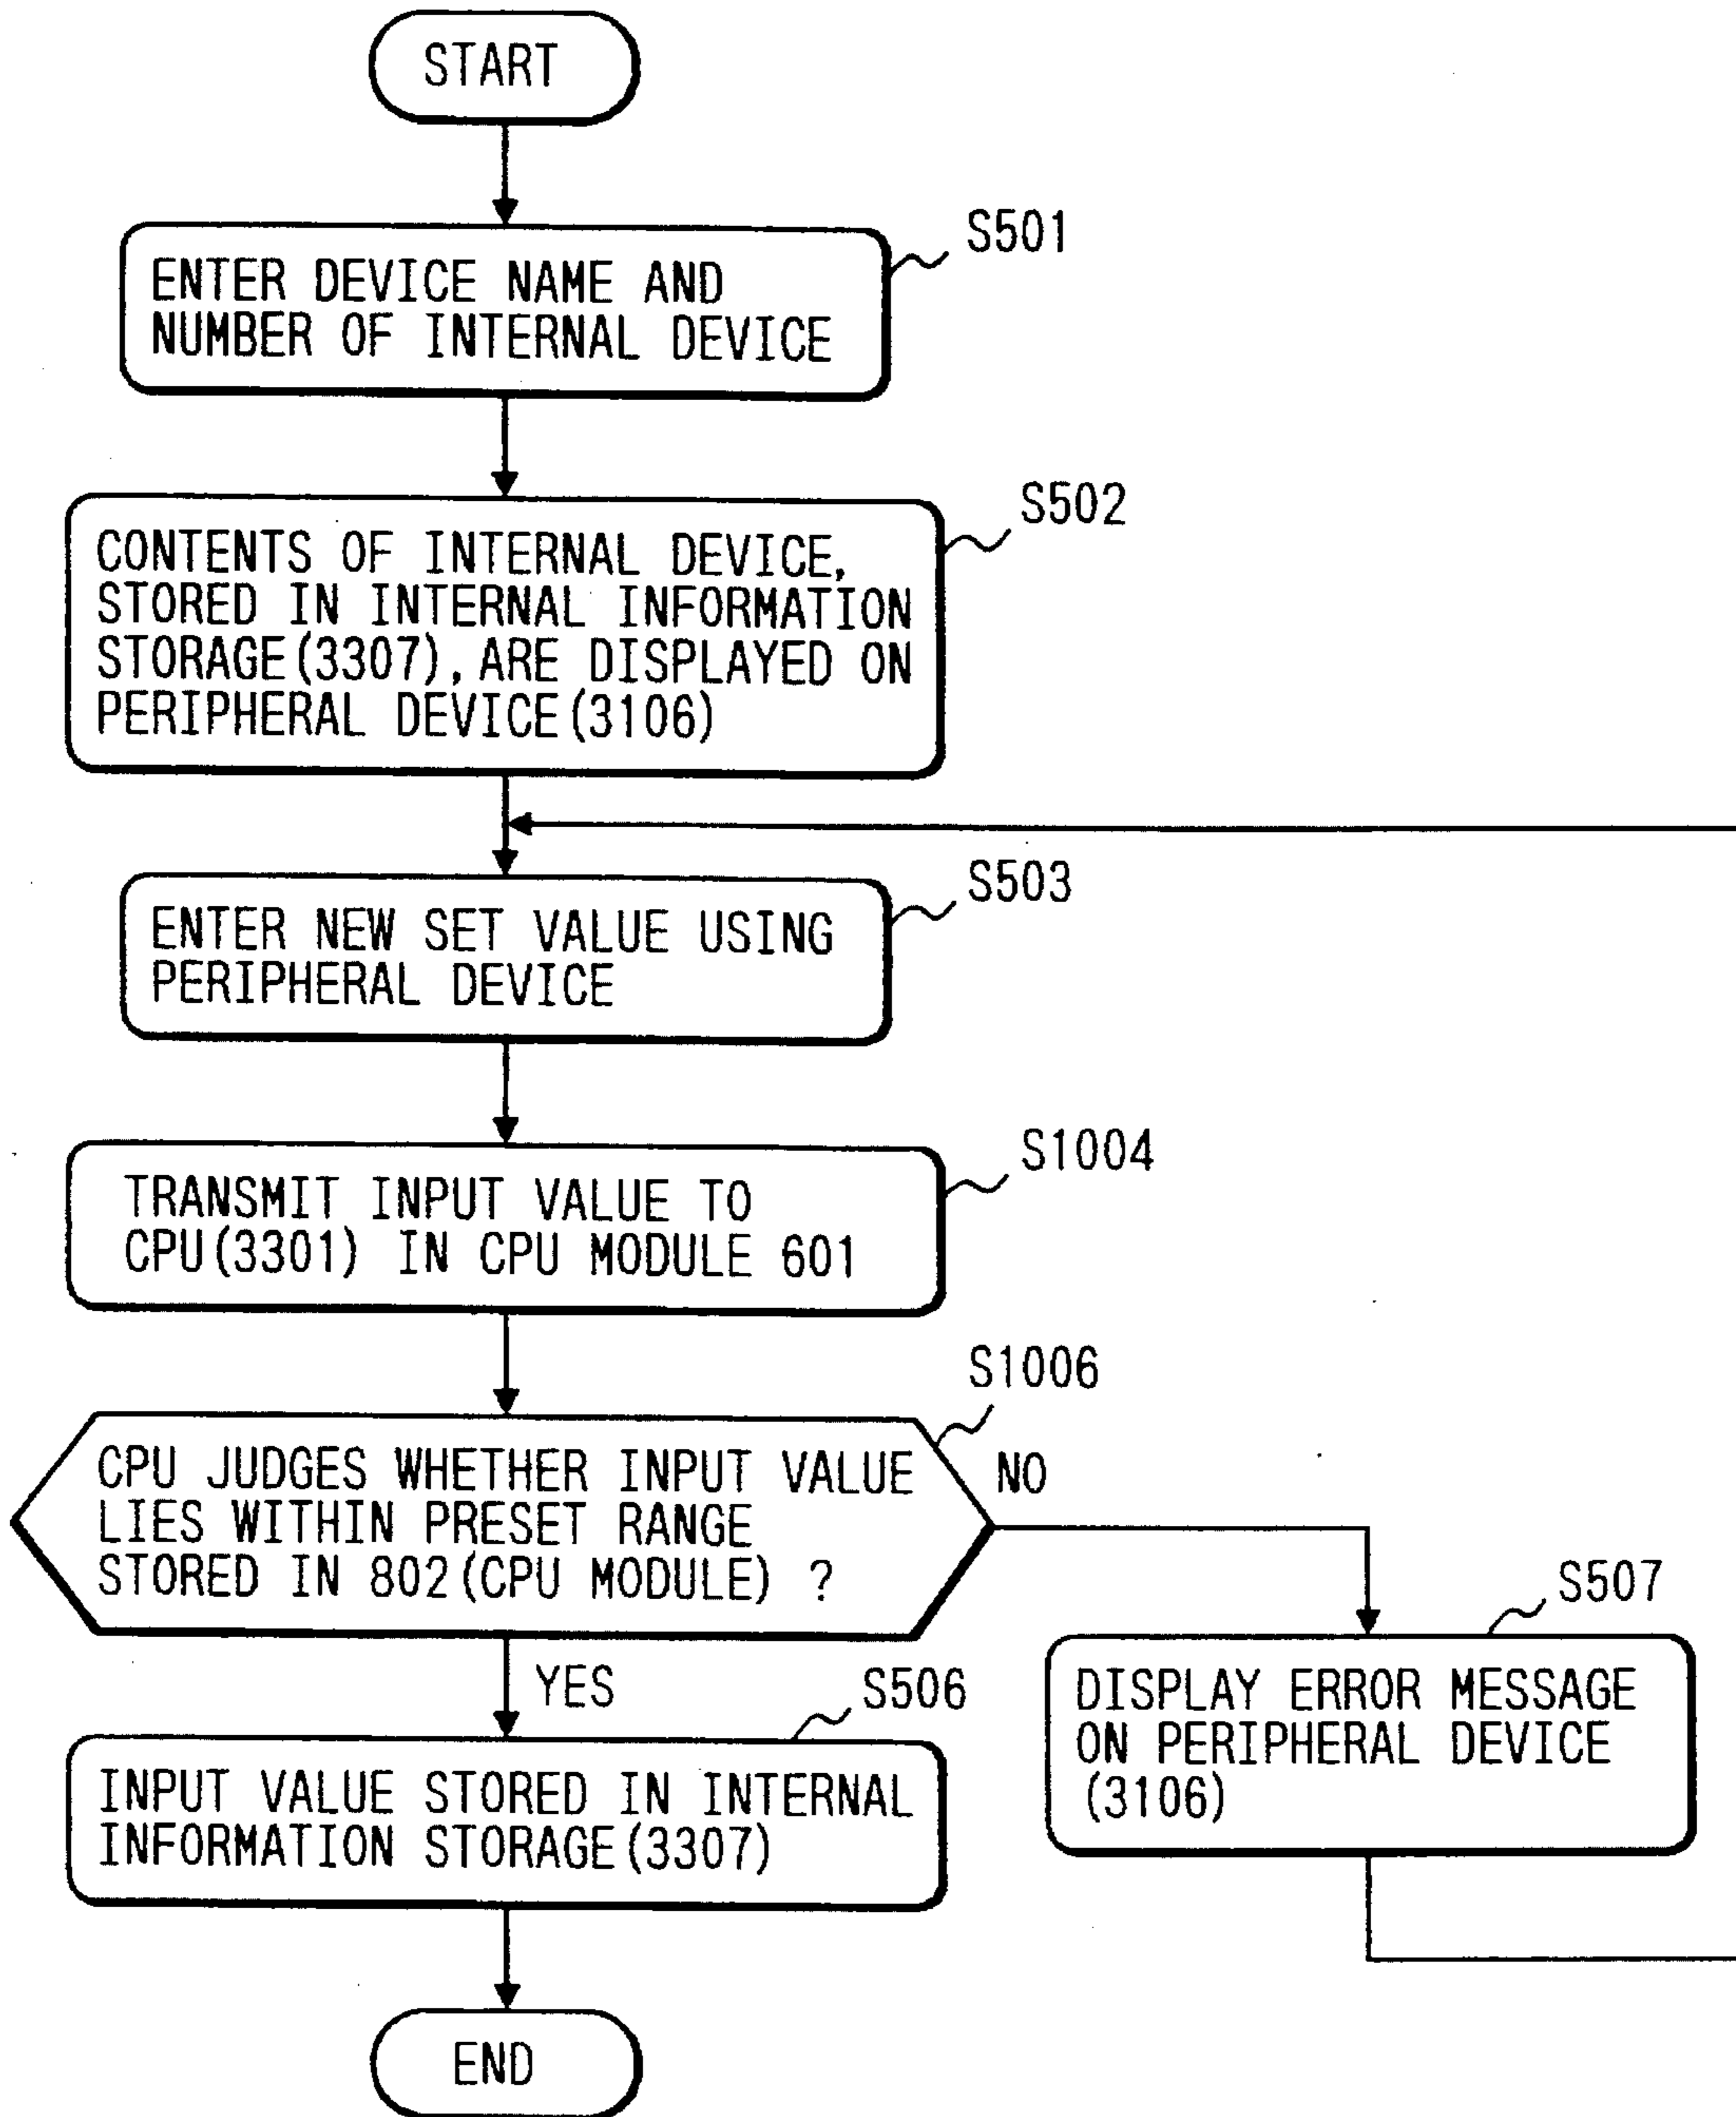 START
S501
ENTER DEVICE NAME AND
NUMBER OF INTERNAL DEVICE
S502
CONTENTS OF INTERNAL DEVICE,
STORED IN INTERNAL INFORMATION
STORAGE(3307), ARE DISPLAYED ON
PERIPHERAL DEVICE(3106)
S503
ENTER NEW SET VALUE USING
PERIPHERAL DEVICE
S1004
TRANSMIT INPUT VALUE TO
CPU(3301) IN CPU MODULE 601
S1006
CPU JUDGES WHETHER INPUT VALUE
LIES WITHIN PRESET RANGE
STORED IN 802(CPU MODULE) ?
NO
YES
S507
DISPLAY ERROR MESSAGE
ON PERIPHERAL DEVICE
(3106)
S506
INPUT VALUE STORED IN INTERNAL
INFORMATION STORAGE(3307)
END